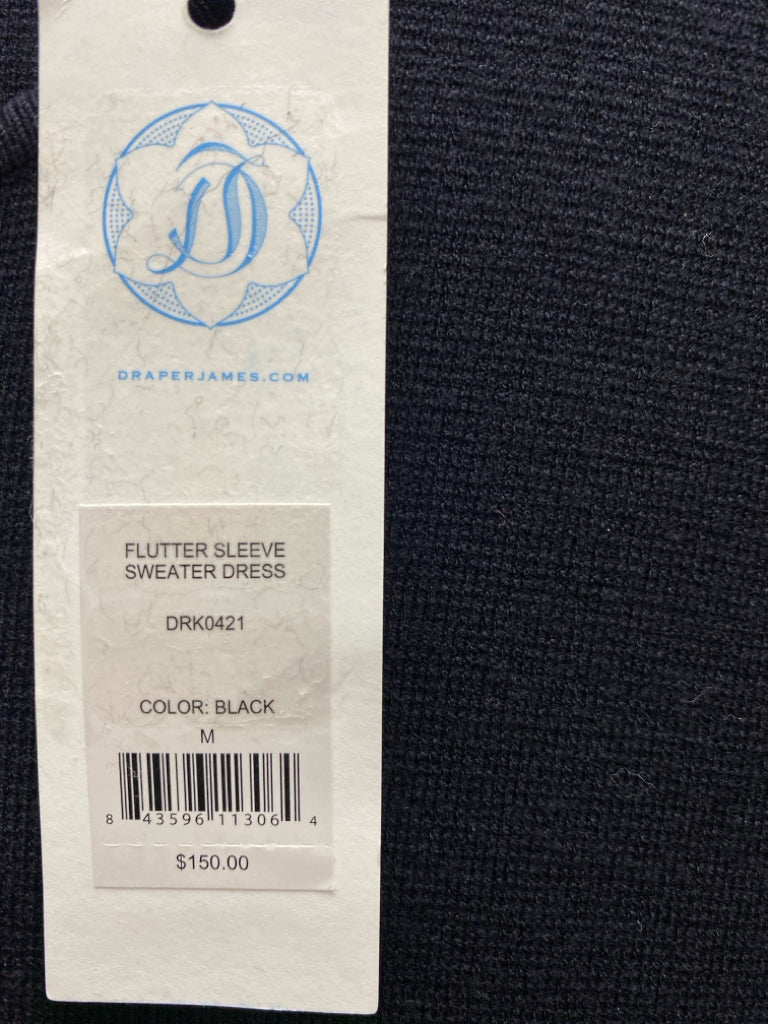 D
DRAPERJAMES.COM
FLUTTER SLEEVE
SWEATER DRESS
DRK0421
COLOR: BLACK
M
8 43596 11306 4
$150.00